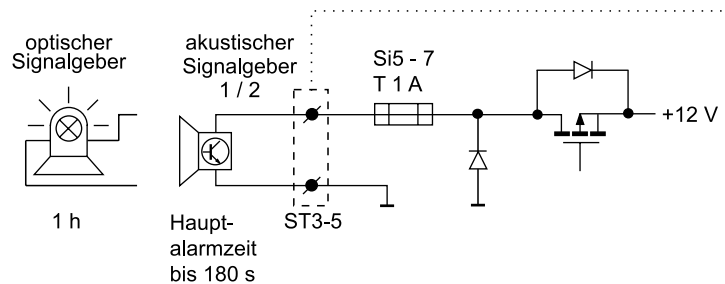 optischer
Signalgeber
akustischer
Signalgeber
1 / 2
Si5 - 7
T 1 A
+12 V
1 h
Haupt-
alarmzeit
bis 180 s
ST3-5